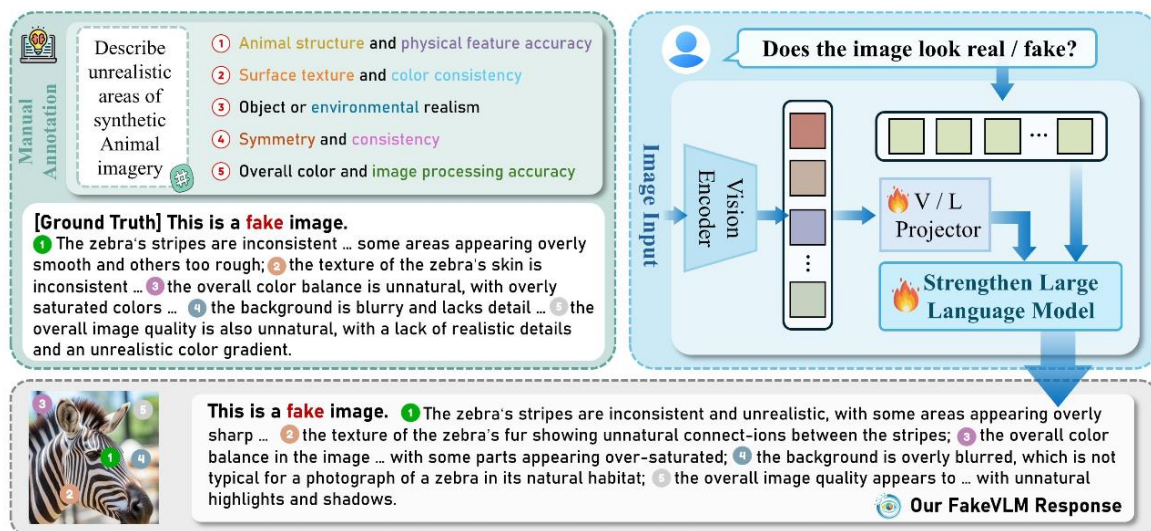 Manual
Annotation
Describe
unrealistic
areas of
synthetic
Animal
imagery
#
1 Animal structure and physical feature accuracy
2 Surface texture and color consistency
3 Object or environmental realism
4 Symmetry and consistency
5 Overall color and image processing accuracy
[Ground Truth] This is a fake image.
1 The zebra's stripes are inconsistent ... some areas appearing overly
smooth and others too rough; 2 the texture of the zebra's skin is
inconsistent ... 3 the overall color balance is unnatural, with overly
saturated colors ... 4 the background is blurry and lacks detail ... 5 the
overall image quality is also unnatural, with a lack of realistic details
and an unrealistic color gradient.
Does the image look real / fake?
Image Input
Vision
Encoder
...
...
V / L
Projector
Strengthen Large
Language Model
3
5
1
4
2
This is a fake image. 1 The zebra's stripes are inconsistent and unrealistic, with some areas appearing overly
sharp ... 2 the texture of the zebra's fur showing unnatural connect-ions between the stripes; 3 the overall color
balance in the image ... with some parts appearing over-saturated; 4 the background is overly blurred, which is not
typical for a photograph of a zebra in its natural habitat; 5 the overall image quality appears to ... with unnatural
highlights and shadows.
Our FakeVLM Response